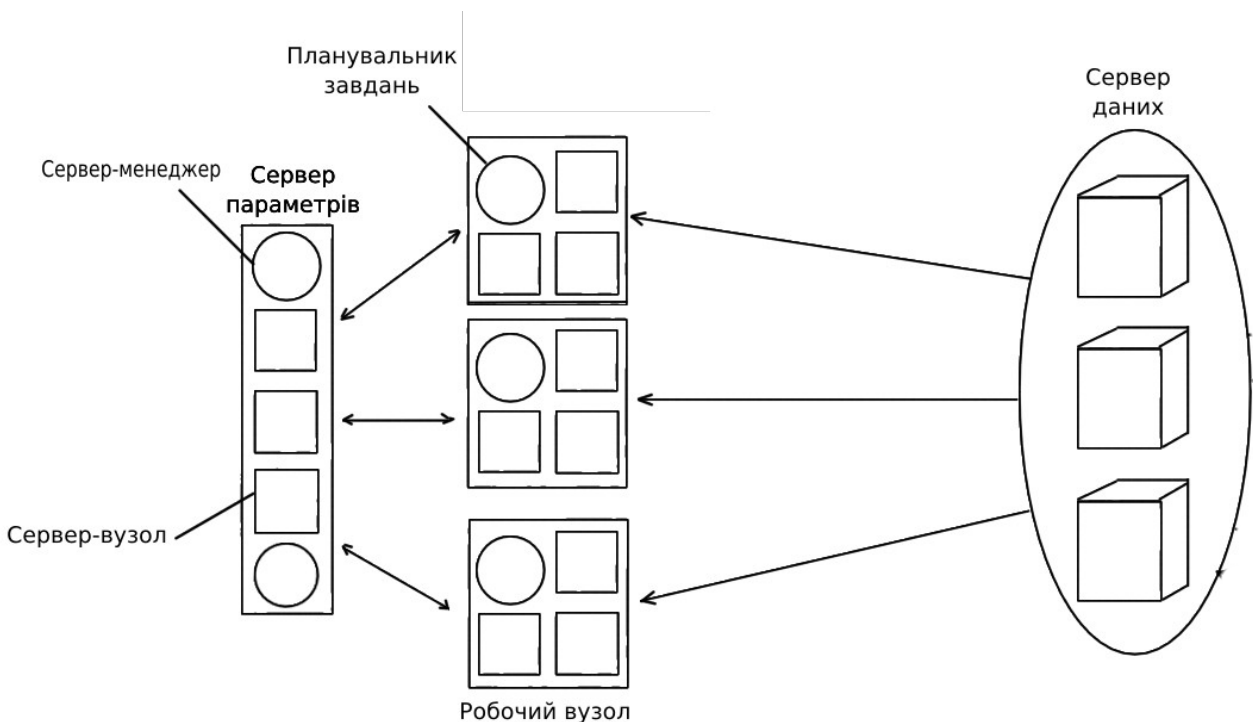 Планувальник
завдань
Сервер
даних
Сервер-менеджер
Сервер
параметрів
Сервер-вузол
Робочий вузол